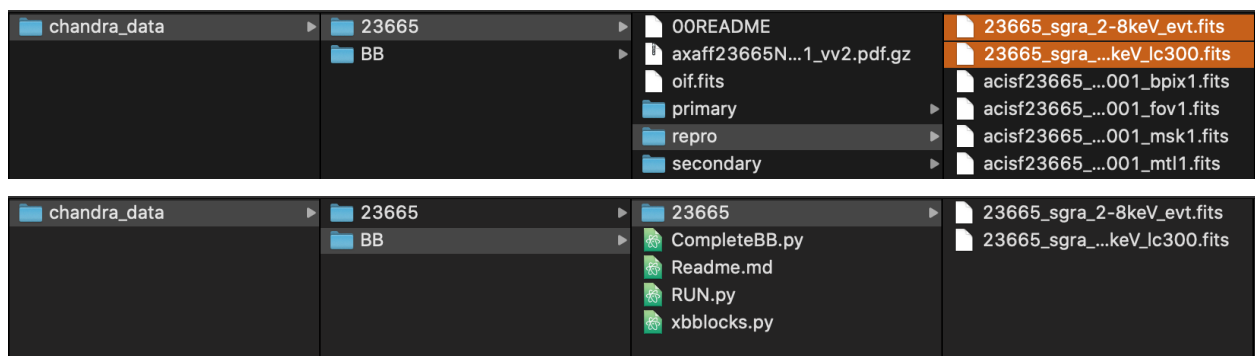 chandra_data 23665 00README 23665_sgra_2-8keV_evt.fits
BB axaff23665N...1_vv2.pdf.gz 23665_sgra_...keV_lc300.fits
oif.fits acisf23665_...001_bpix1.fits
primary acisf23665_...001_fov1.fits
repro acisf23665_...001_msk1.fits
secondary acisf23665_...001_mtl1.fits
chandra_data 23665 23665 23665_sgra_2-8keV_evt.fits
BB CompleteBB.py 23665_sgra_...keV_lc300.fits
Readme.md
RUN.py
xbblocks.py